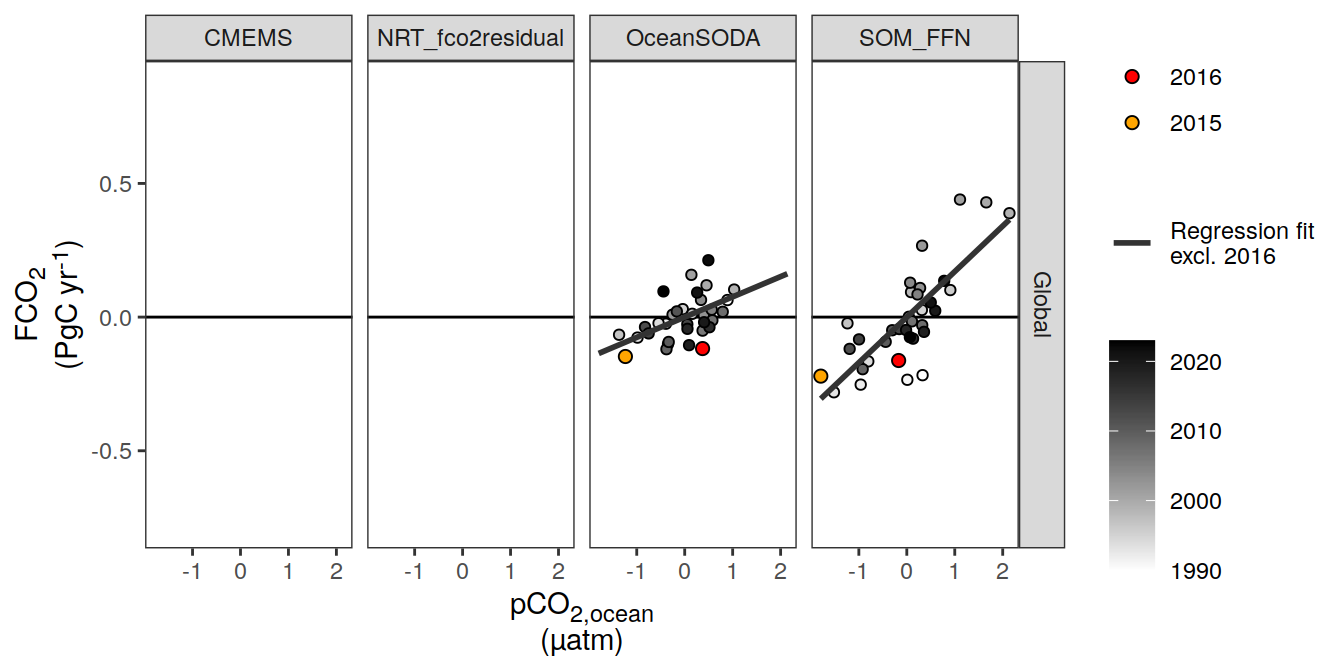 CMEMS NRT_fco2residual OceanSODA SOM_FFN
2016
2015
Regression fit
excl. 2016
2020
2010
2000
1990
0.5
0.0
-0.5
FCO2
(PgC yr-1)
Global
-1 0 1 2 -1 0 1 2 -1 0 1 2 -1 0 1 2
pCO2,ocean
(µatm)